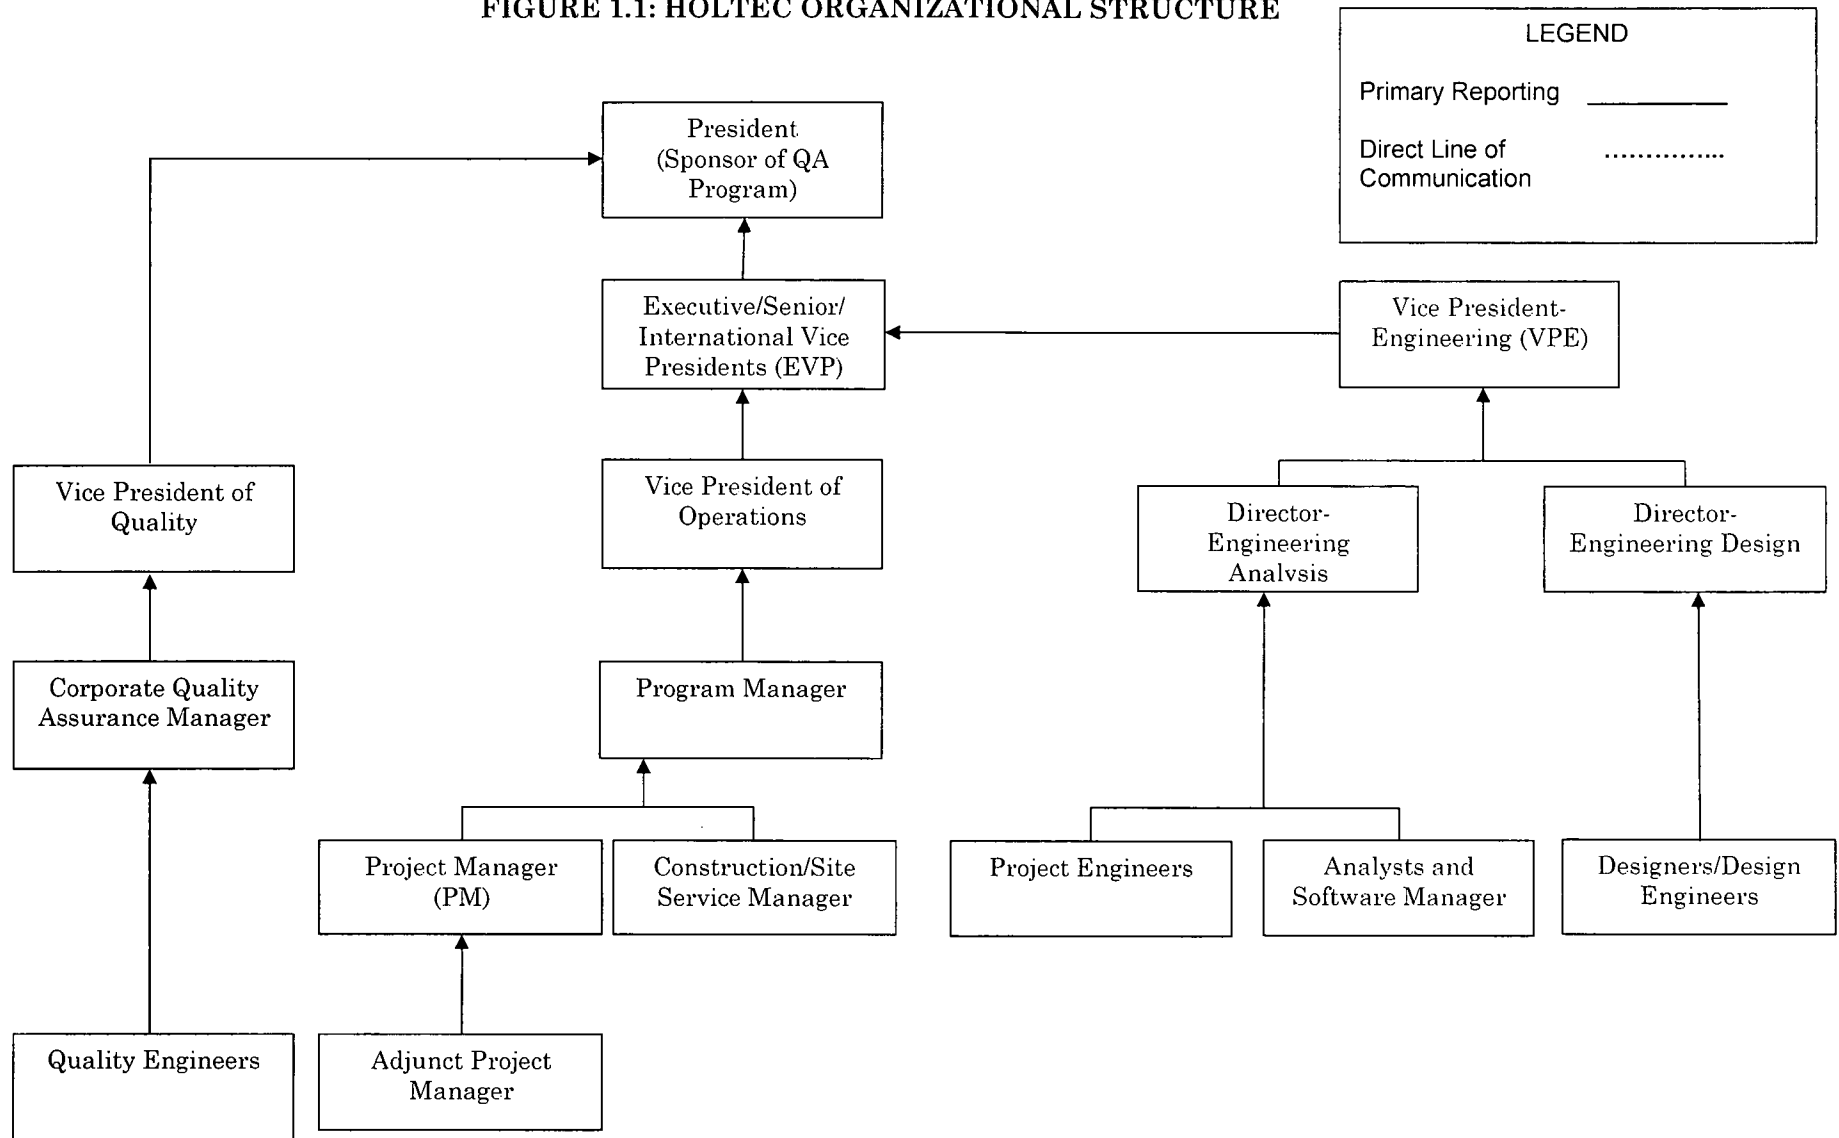 FIGURE 1.1: HOLTEC ORGANIZATIONAL STRUCTURE
LEGEND
Primary Reporting
Direct Line of
Communication
President
(Sponsor of QA
Program)
Executive/Senior/
International Vice
Presidents (EVP)
Vice President-
Engineering (VPE)
Vice President of
Quality
Vice President of
Operations
Director-
Engineering
Analysis
Director-
Engineering Design
Corporate Quality
Assurance Manager
Program Manager
Project Manager
(PM)
Construction/Site
Service Manager
Project Engineers
Analysts and
Software Manager
Designers/Design
Engineers
Quality Engineers
Adjunct Project
Manager